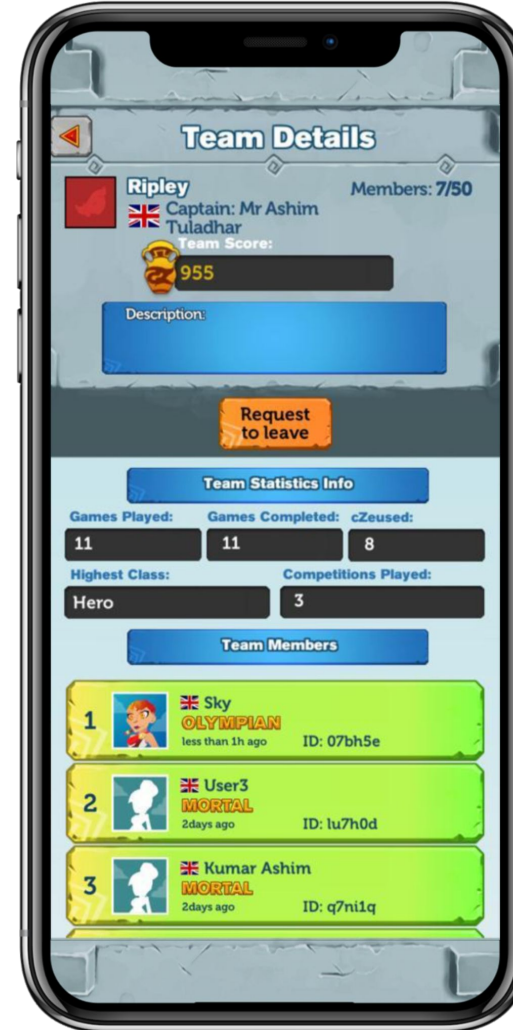 Team Details
Ripley
Members: 7/50
Captain: Mr Ashim
Tuladhar
Team Score:
955
Description:
Request
to leave
Team Statistics Info
Games Played: Games Completed: cZeused:
11 11 8
Highest Class: Competitions Played:
Hero 3
Team Members
1
Sky
OLYMPIAN
less than 1h ago ID: 07bh5e
2
User3
MORTAL
2days ago ID: lu7h0d
3
Kumar Ashim
MORTAL
2days ago ID: q7ni1q